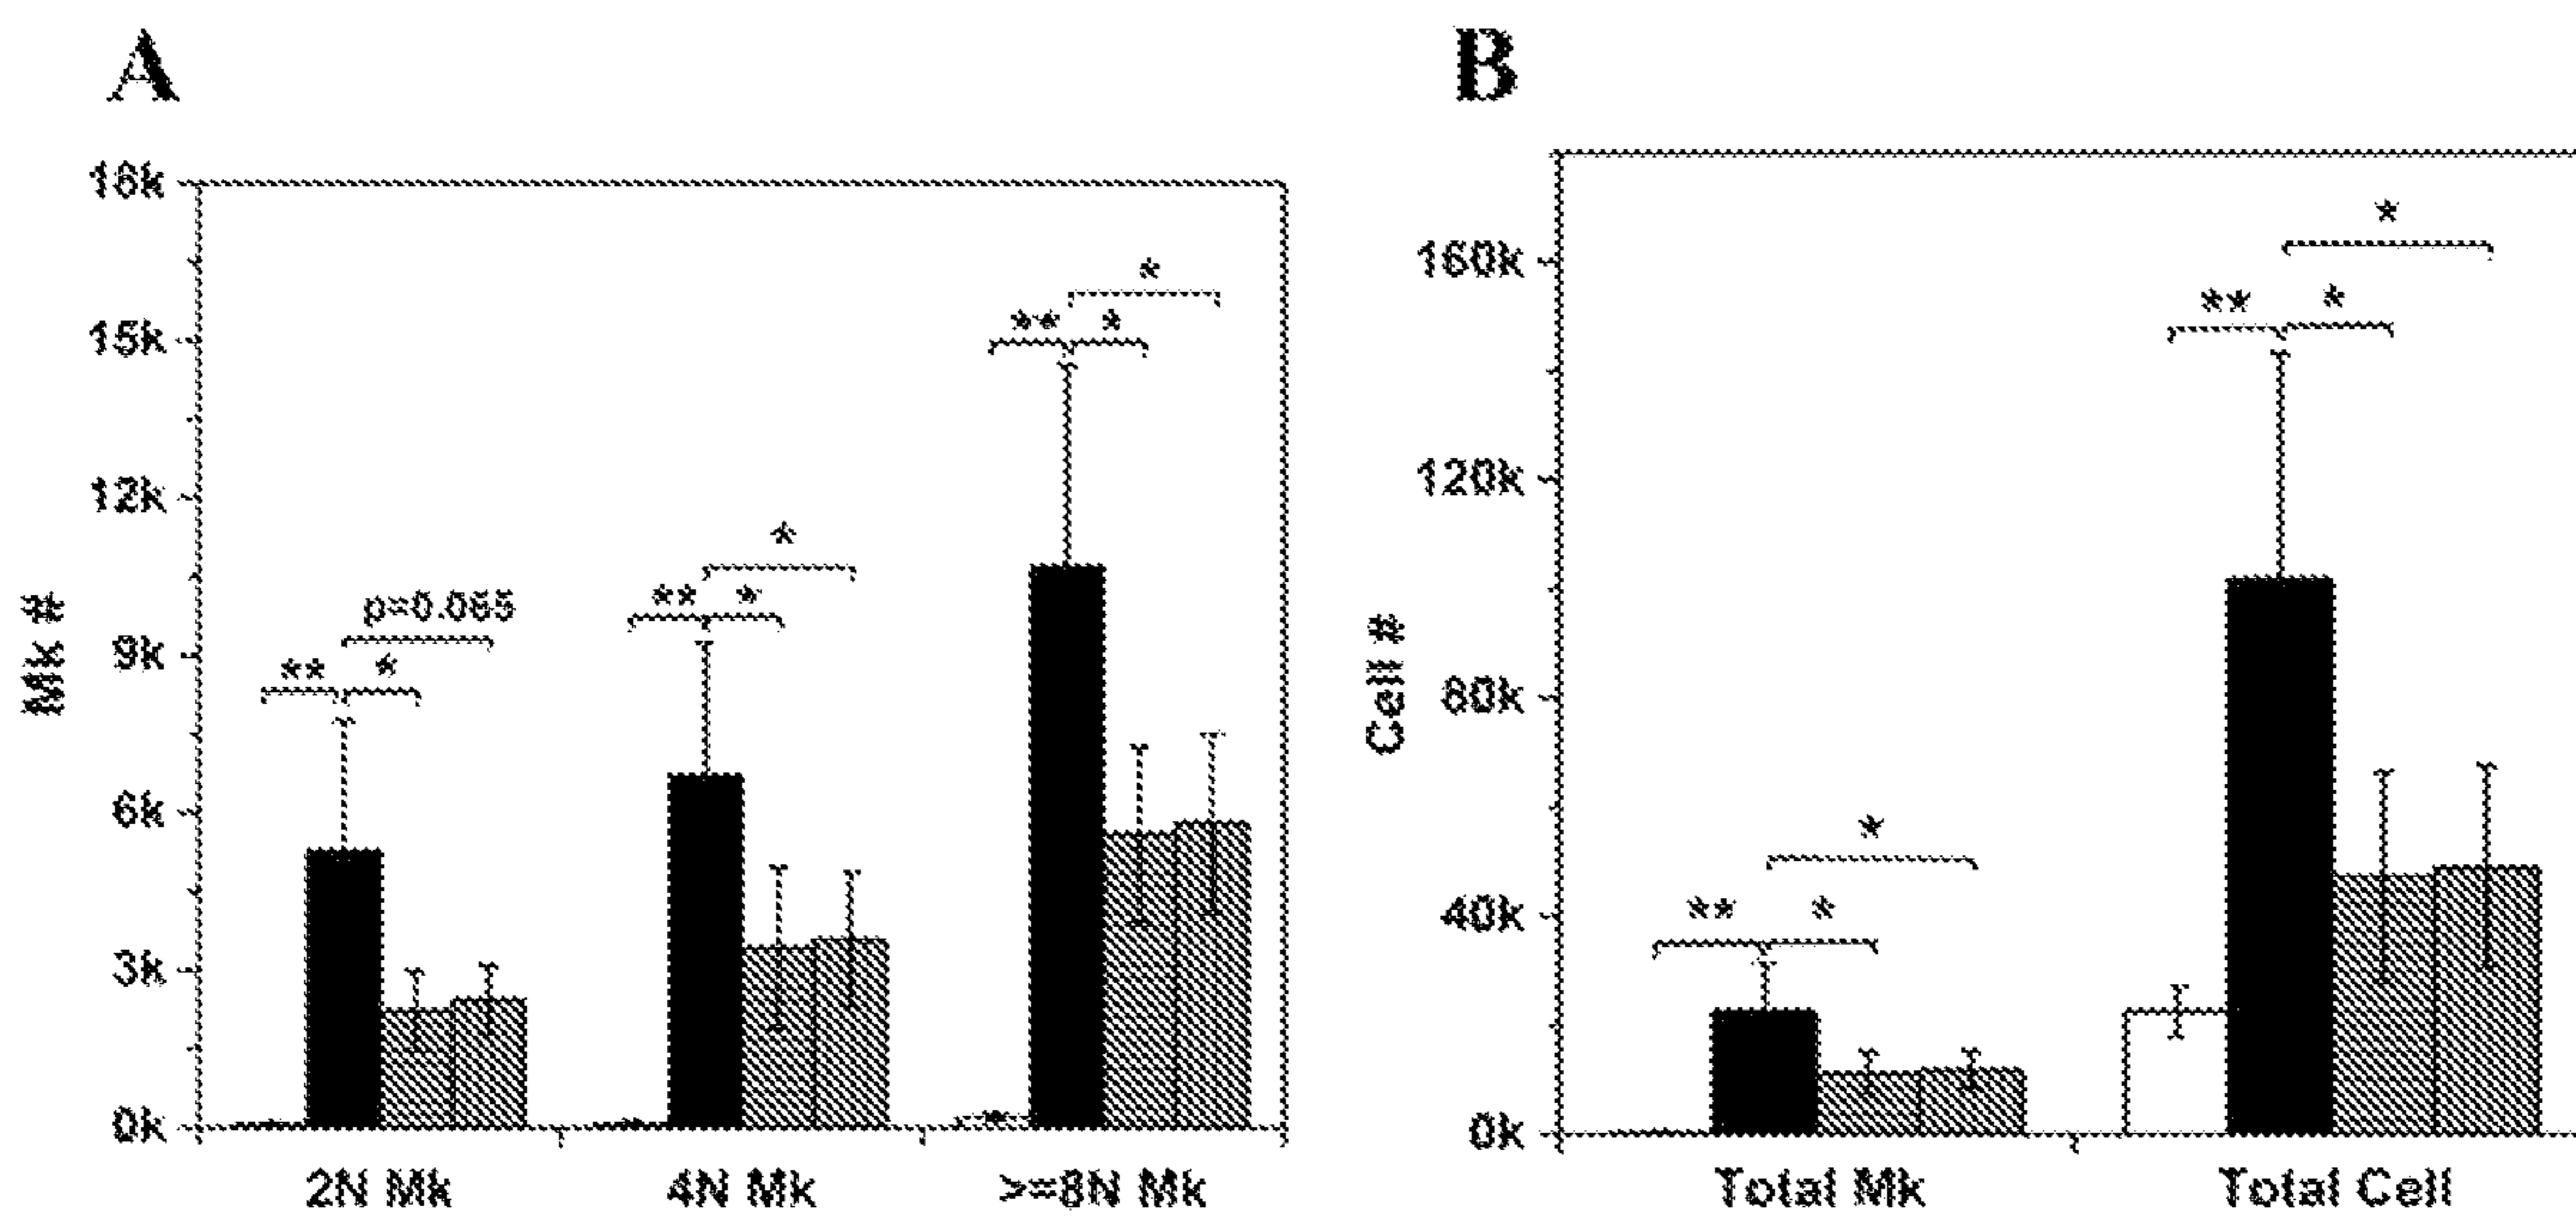 A
Mk #
18k
15k
12k
9k
6k
3k
0k
** * p=0.065
** * *
** * *
2N Mk
4N Mk
>=8N Mk
B
Cell #
160k
120k
80k
40k
0k
** * *
** * *
Total Mk
Total Cell